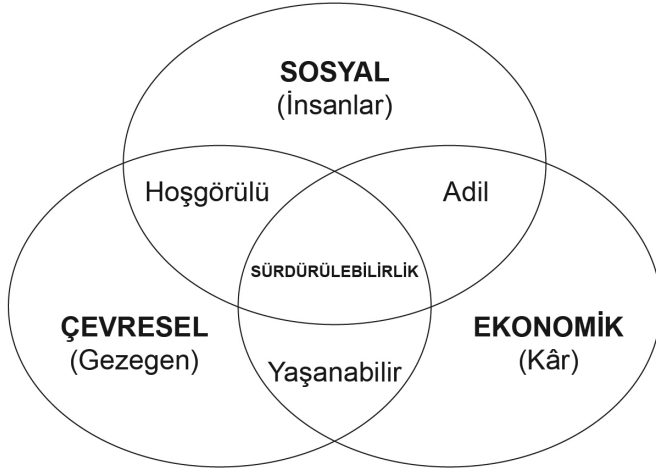 SOSYAL
(İnsanlar)
Hoşgörülü
Adil
SÜRDÜRÜLEBİLİRLİK
ÇEVRESEL
(Gezegen)
EKONOMİK
(Kâr)
Yaşanabilir